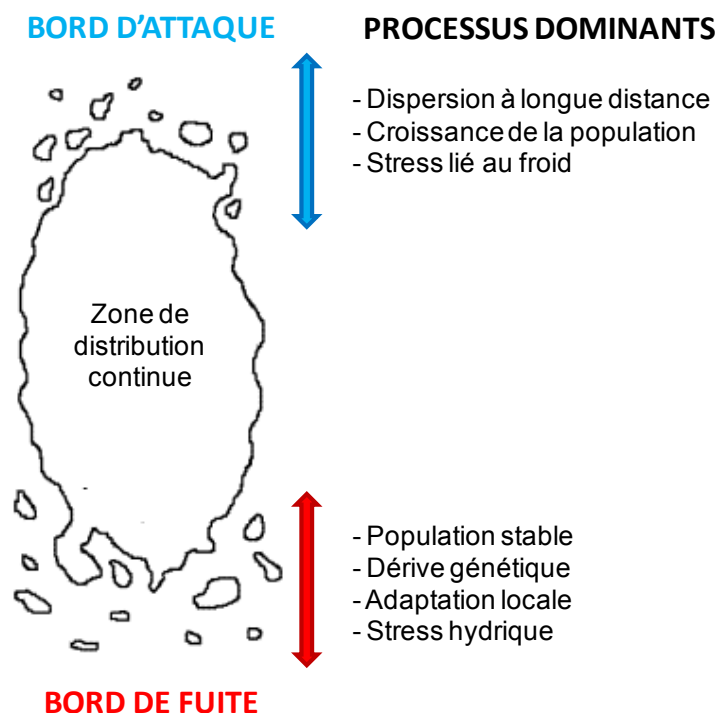 BORD D'ATTAQUE
PROCESSUS DOMINANTS
- Dispersion à longue distance
- Croissance de la population
- Stress lié au froid
Zone de
distribution
continue
- Population stable
- Dérive génétique
- Adaptation locale
- Stress hydrique
BORD DE FUITE